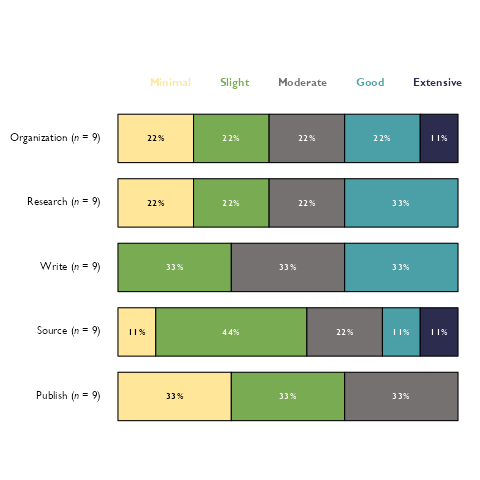 Minimal Slight Moderate Good Extensive
Organization (n = 9) 22% 22% 22% 22% 11%
Research (n = 9) 22% 22% 22% 33%
Write (n = 9) 33% 33% 33%
Source (n = 9) 11% 44% 22% 11% 11%
Publish (n = 9) 33% 33% 33%